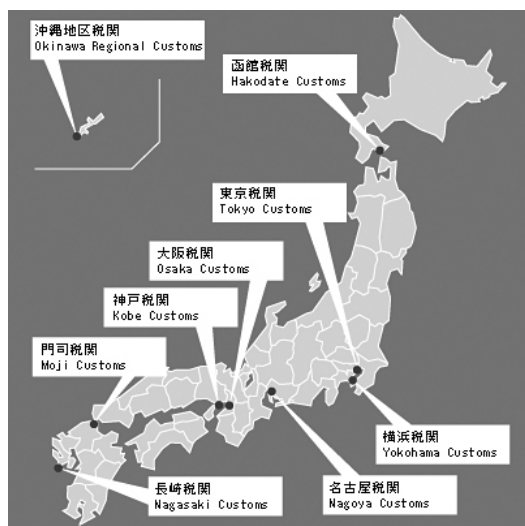 沖縄地区税関
Okinawa Regional Customs
函館税関
Hakodate Customs
東京税関
Tokyo Customs
大阪税関
Osaka Customs
神戸税関
Kobe Customs
門司税関
Moji Customs
横浜税関
Yokohama Customs
長崎税関
Nagasaki Customs
名古屋税関
Nagoya Customs